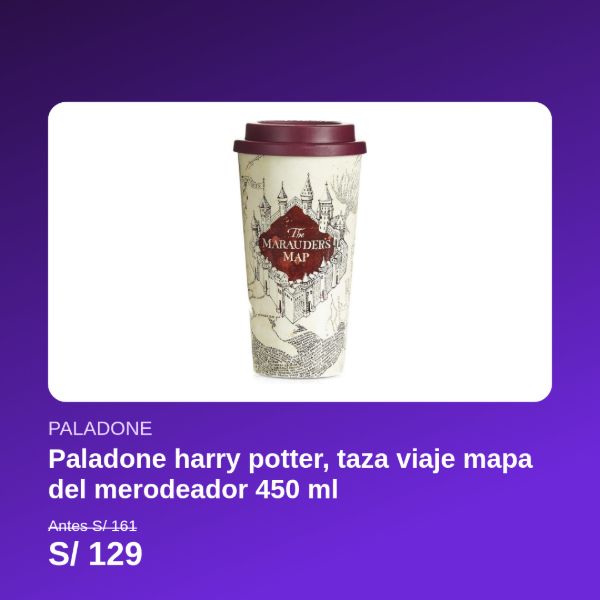 The
MARAUDER'S
MAP
PALADONE
Paladone harry potter, taza viaje mapa
del merodeador 450 ml
Antes S/ 161
S/ 129